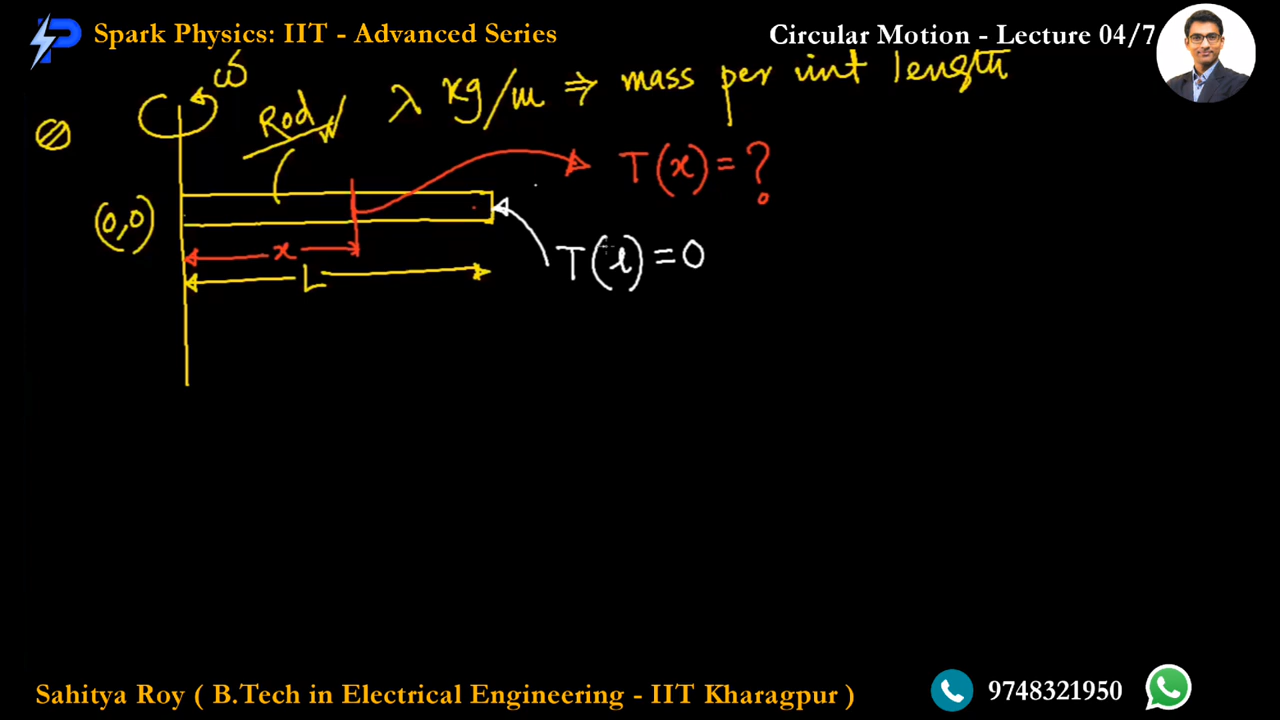 Spark Physics: IIT - Advanced Series
Circular Motion - Lecture 04/7
ω
Rod
λ kg/m ⇒ mass per unit length
T(x) = ?
(0,0)
x
L
T(l) = 0
Sahitya Roy ( B.Tech in Electrical Engineering - IIT Kharagpur )
9748321950